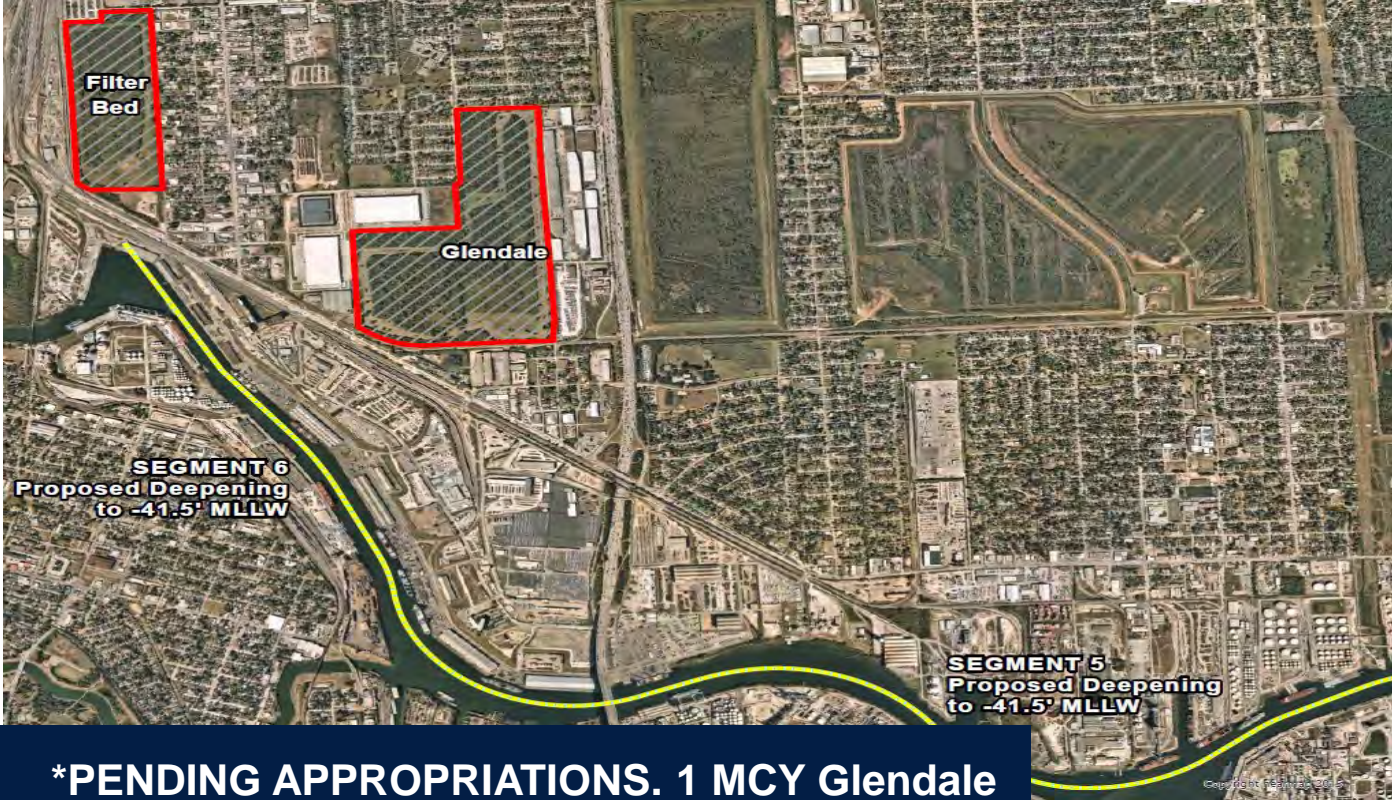 Filter
Bed
Glendale
SEGMENT 6
Proposed Deepening
to -41.5' MLLW
SEGMENT 5
Proposed Deepening
to -41.5' MLLW
*PENDING APPROPRIATIONS. 1 MCY Glendale
Copyright